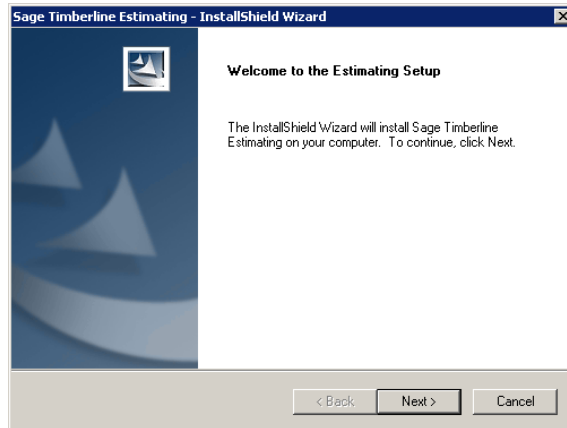 Sage Timberline Estimating - InstallShield Wizard
Welcome to the Estimating Setup
The InstallShield Wizard will install Sage Timberline
Estimating on your computer. To continue, click Next.
< Back
Next >
Cancel